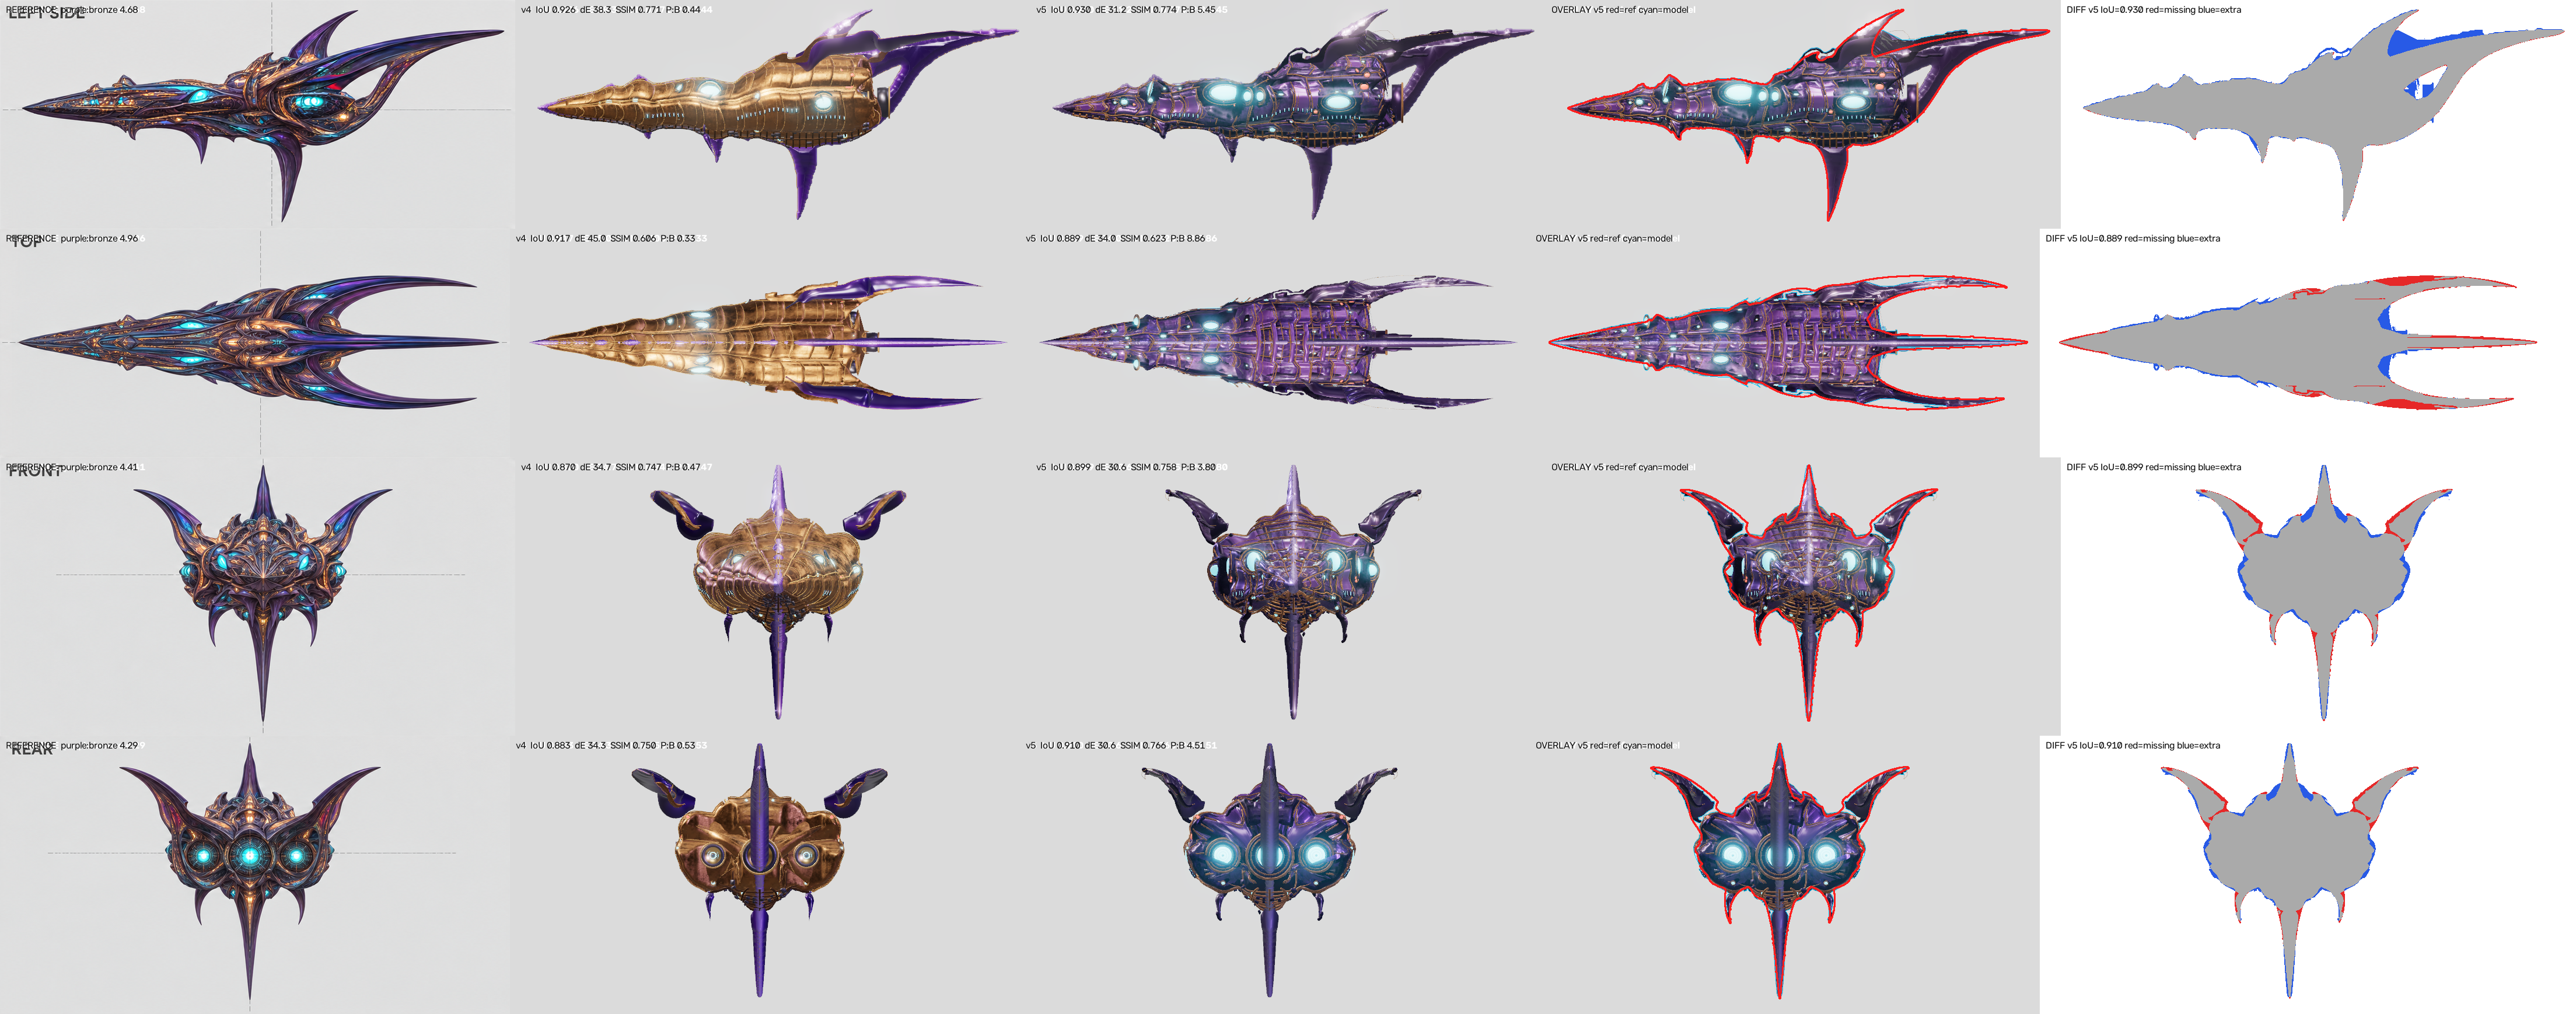 LEFT SIDE
REFERENCE purple:bronze 4.68
v4 IoU 0.926 dE 38.3 SSIM 0.771 P:B 0.44
v5 IoU 0.930 dE 31.2 SSIM 0.774 P:B 5.45
OVERLAY v5 red=ref cyan=model
DIFF v5 IoU=0.930 red=missing blue=extra
TOP
REFERENCE purple:bronze 4.96
v4 IoU 0.917 dE 45.0 SSIM 0.606 P:B 0.33
v5 IoU 0.889 dE 34.0 SSIM 0.623 P:B 8.86
OVERLAY v5 red=ref cyan=model
DIFF v5 IoU=0.889 red=missing blue=extra
FRONT
REFERENCE purple:bronze 4.41
v4 IoU 0.870 dE 34.7 SSIM 0.747 P:B 0.47
v5 IoU 0.899 dE 30.6 SSIM 0.758 P:B 3.80
OVERLAY v5 red=ref cyan=model
DIFF v5 IoU=0.899 red=missing blue=extra
REAR
REFERENCE purple:bronze 4.29
v4 IoU 0.883 dE 34.3 SSIM 0.750 P:B 0.53
v5 IoU 0.910 dE 30.6 SSIM 0.766 P:B 4.51
OVERLAY v5 red=ref cyan=model
DIFF v5 IoU=0.910 red=missing blue=extra